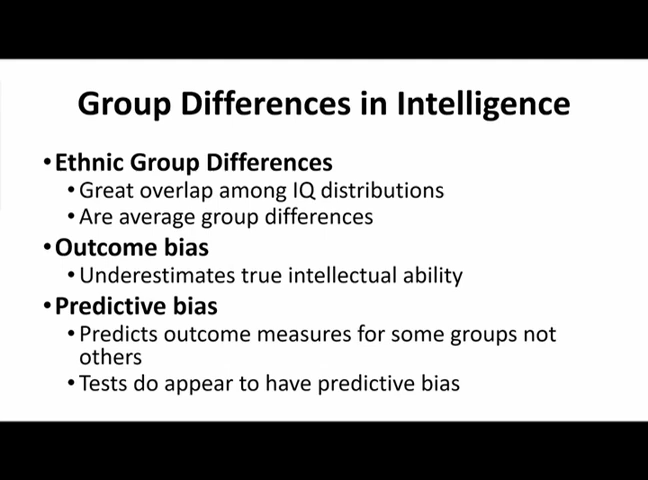 Group Differences in Intelligence
•Ethnic Group Differences
•Great overlap among IQ distributions
•Are average group differences
•Outcome bias
•Underestimates true intellectual ability
•Predictive bias
•Predicts outcome measures for some groups not
others
•Tests do appear to have predictive bias